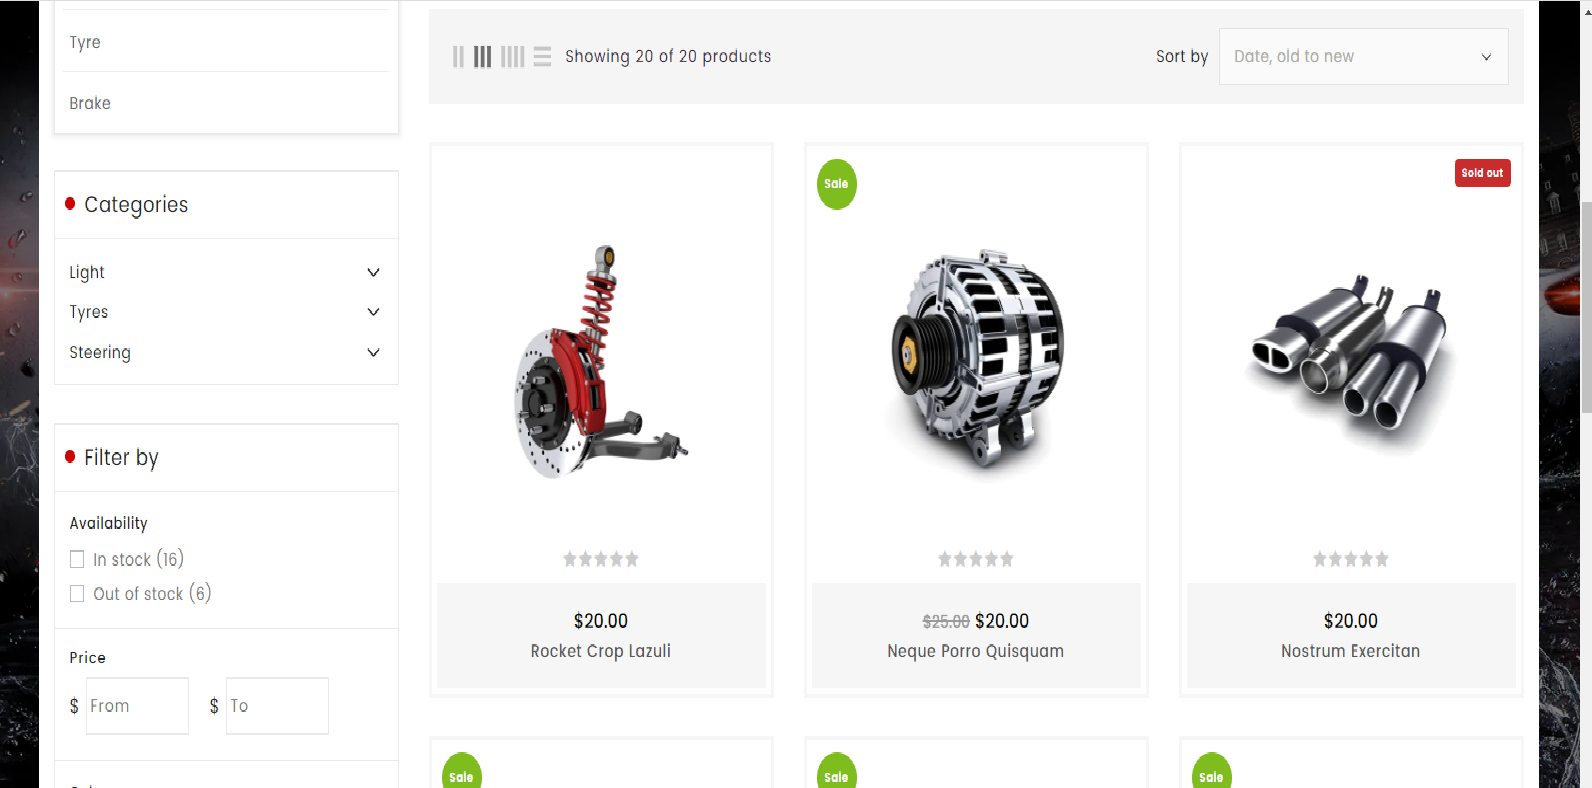 Tyre
Brake
Categories
Light
Tyres
Steering
Filter by
Availability
In stock (16)
Out of stock (6)
Price
$ From $ To
Showing 20 of 20 products
Sort by Date, old to new
$20.00
Rocket Crop Lazuli
Sale
$25.00 $20.00
Neque Porro Quisquam
Sold out
$20.00
Nostrum Exercitan
Sale
Sale
Sale